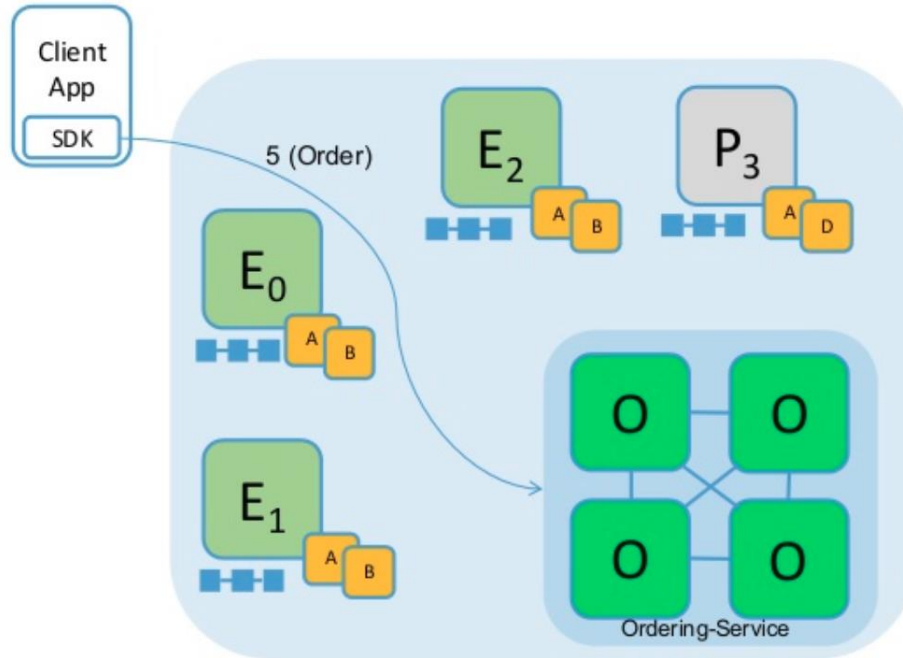 Client
App
SDK
5 (Order)
E2
A
B
P3
A
D
E0
A
B
E1
A
B
O
O
O
O
Ordering-Service